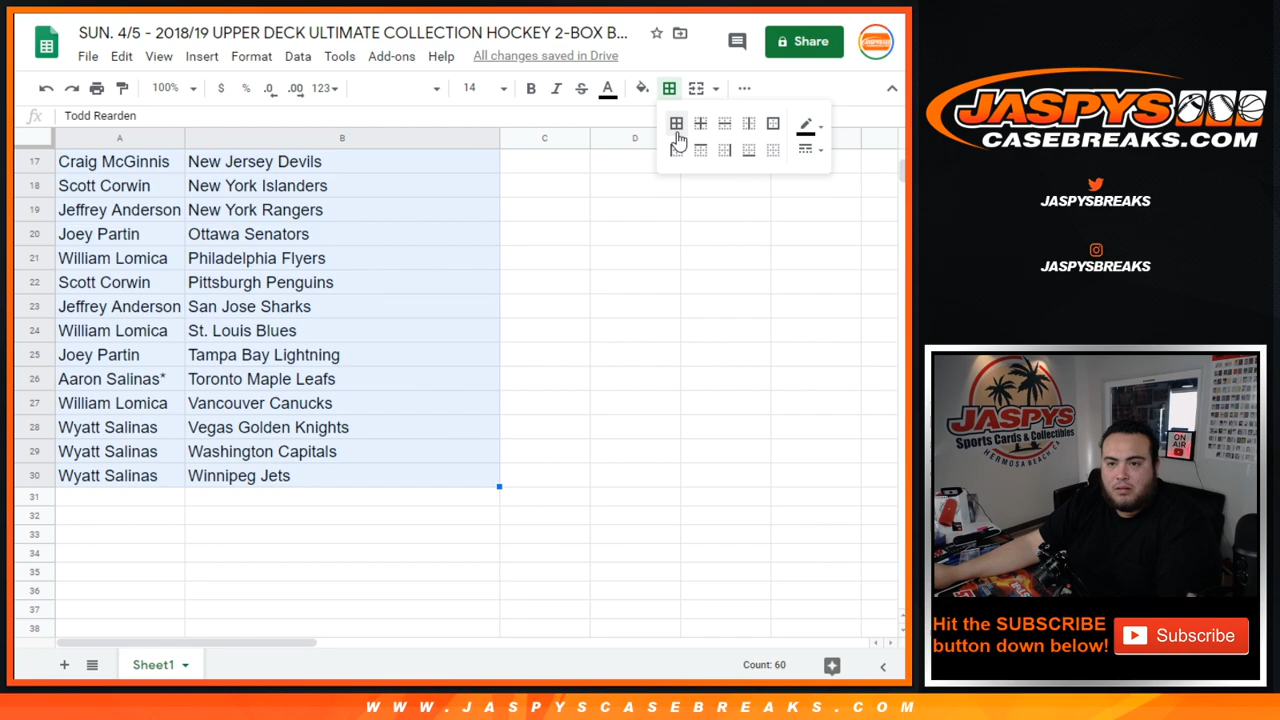 SUN. 4/5 - 2018/19 UPPER DECK ULTIMATE COLLECTION HOCKEY 2-BOX B...
File Edit View Insert Format Data Tools Add-ons Help All changes saved in Drive
Share
100% $ % .0 .00 123 14 B I S A
fx Todd Rearden
A B C D
17 Craig McGinnis New Jersey Devils
18 Scott Corwin New York Islanders
19 Jeffrey Anderson New York Rangers
20 Joey Partin Ottawa Senators
21 William Lomica Philadelphia Flyers
22 Scott Corwin Pittsburgh Penguins
23 Jeffrey Anderson San Jose Sharks
24 William Lomica St. Louis Blues
25 Joey Partin Tampa Bay Lightning
26 Aaron Salinas* Toronto Maple Leafs
27 William Lomica Vancouver Canucks
28 Wyatt Salinas Vegas Golden Knights
29 Wyatt Salinas Washington Capitals
30 Wyatt Salinas Winnipeg Jets
31
32
33
34
35
36
37
38
Sheet1
Count: 60
JASPYS
CASEBREAKS.COM
JASPYSBREAKS
JASPYSBREAKS
JASPYS
Sports Cards & Collectibles
HERMOSA BEACH CA
ON AIR
Hit the SUBSCRIBE
button down below!
Subscribe
WWW.JASPYSCASEBREAKS.COM